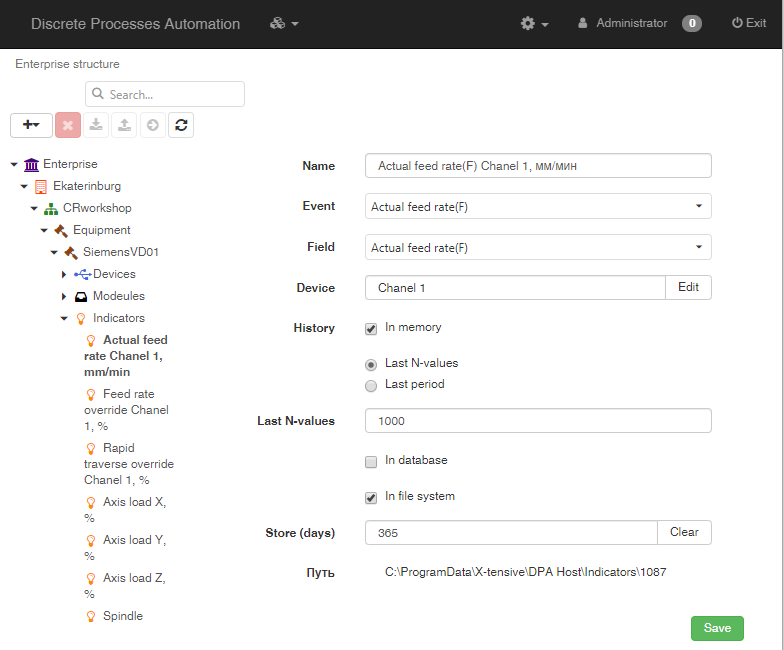 Discrete Processes Automation
Administrator
0
Exit
Enterprise structure
Search...
Enterprise
Ekaterinburg
CRworkshop
Equipment
SiemensVD01
Devices
Modeules
Indicators
Actual feed
rate Chanel 1,
mm/min
Feed rate
override Chanel
1, %
Rapid
traverse override
Chanel 1, %
Axis load X,
%
Axis load Y,
%
Axis load Z,
%
Spindle
Name
Actual feed rate(F) Chanel 1, мм/мин
Event
Actual feed rate(F)
Field
Actual feed rate(F)
Device
Chanel 1
Edit
History
In memory
Last N-values
Last period
Last N-values
1000
In database
In file system
Store (days)
365
Clear
Путь
C:\ProgramData\X-tensive\DPA Host\Indicators\1087
Save